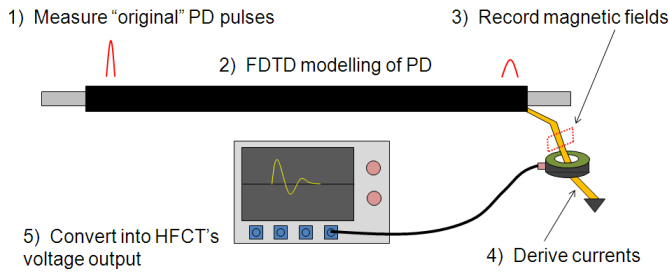 1) Measure “original” PD pulses
3) Record magnetic fields
2) FDTD modelling of PD
5) Convert into HFCT’s
voltage output
4) Derive currents